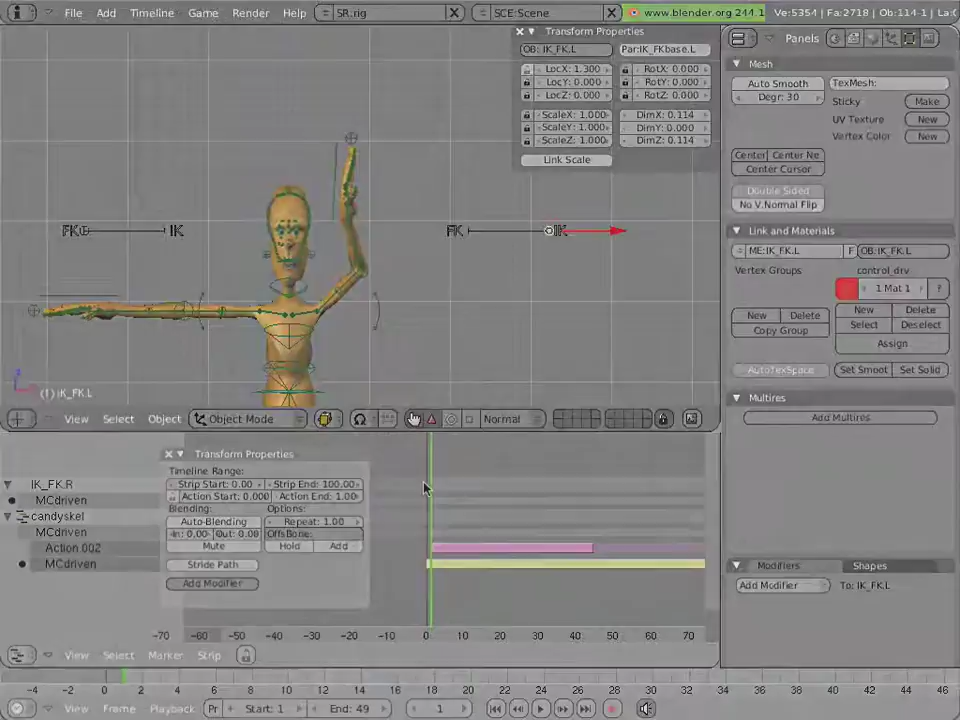 File Add Timeline Game Render Help SR:rig SCE:Scene www.blender.org 244.1 Ve:5354 | Fa:2718 | Ob:114-1 | La:
Transform Properties
OB: IK_FK.L Par:IK_FKbase.L
LocX: 1.300 RotX: 0.000
LocY: 0.000 RotY: 0.000
LocZ: 0.000 RotZ: 0.000
ScaleX: 1.000 DimX: 0.114
ScaleY: 1.000 DimY: 0.000
ScaleZ: 1.000 DimZ: 0.114
Link Scale
FK IK
FK IK
(1) IK_FK.L
View Select Object Object Mode Normal
Panels
Mesh
Auto Smooth TexMesh:
Degr: 30 Sticky Make
UV Texture New
Vertex Color New
Center Center Ne
Center Cursor
Double Sided
No V.Normal Flip
Link and Materials
ME:IK_FK.L F OB:IK_FK.L
Vertex Groups control_drv
1 Mat 1 ?
New Delete New Delete
Copy Group Select Deselect
Assign
AutoTexSpace Set Smoot Set Solid
Multires
Add Multires
Modifiers Shapes
Add Modifier To: IK_FK.L
IK_FK.R
MCdriven
candyskel
MCdriven
Action.002
MCdriven
Transform Properties
Timeline Range:
Strip Start: 0.00 Strip End: 100.00
Action Start: 0.000 Action End: 1.00
Blending: Options:
Auto-Blending Repeat: 1.00
In: 0.00 Out: 0.00 OffsBone:
Mute Hold Add
Stride Path
Add Modifier
-70 -60 -50 -40 -30 -20 -10 0 10 20 30 40 50 60 70
View Select Marker Strip
-4 -2 0 2 4 6 8 10 12 14 16 18 20 22 24 26 28 30 32 34 36 38 40 42 44 46
View Frame Playback Pr Start: 1 End: 49 1